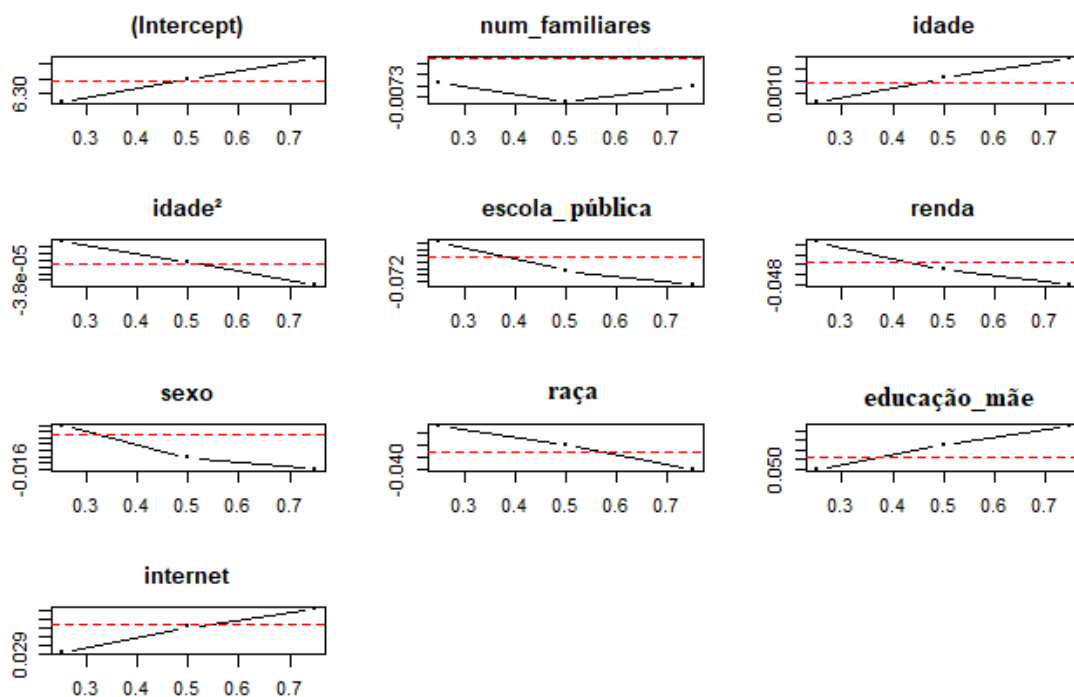 (Intercept) num_familiares idade
6.30 -0.0073 0.0010
0.3 0.4 0.5 0.6 0.7 0.3 0.4 0.5 0.6 0.7 0.3 0.4 0.5 0.6 0.7
idade² escola_pública renda
-3.8e-05 -0.072 -0.048
0.3 0.4 0.5 0.6 0.7 0.3 0.4 0.5 0.6 0.7 0.3 0.4 0.5 0.6 0.7
sexo raça educação_mãe
-0.016 -0.040 0.050
0.3 0.4 0.5 0.6 0.7 0.3 0.4 0.5 0.6 0.7 0.3 0.4 0.5 0.6 0.7
internet
0.029
0.3 0.4 0.5 0.6 0.7